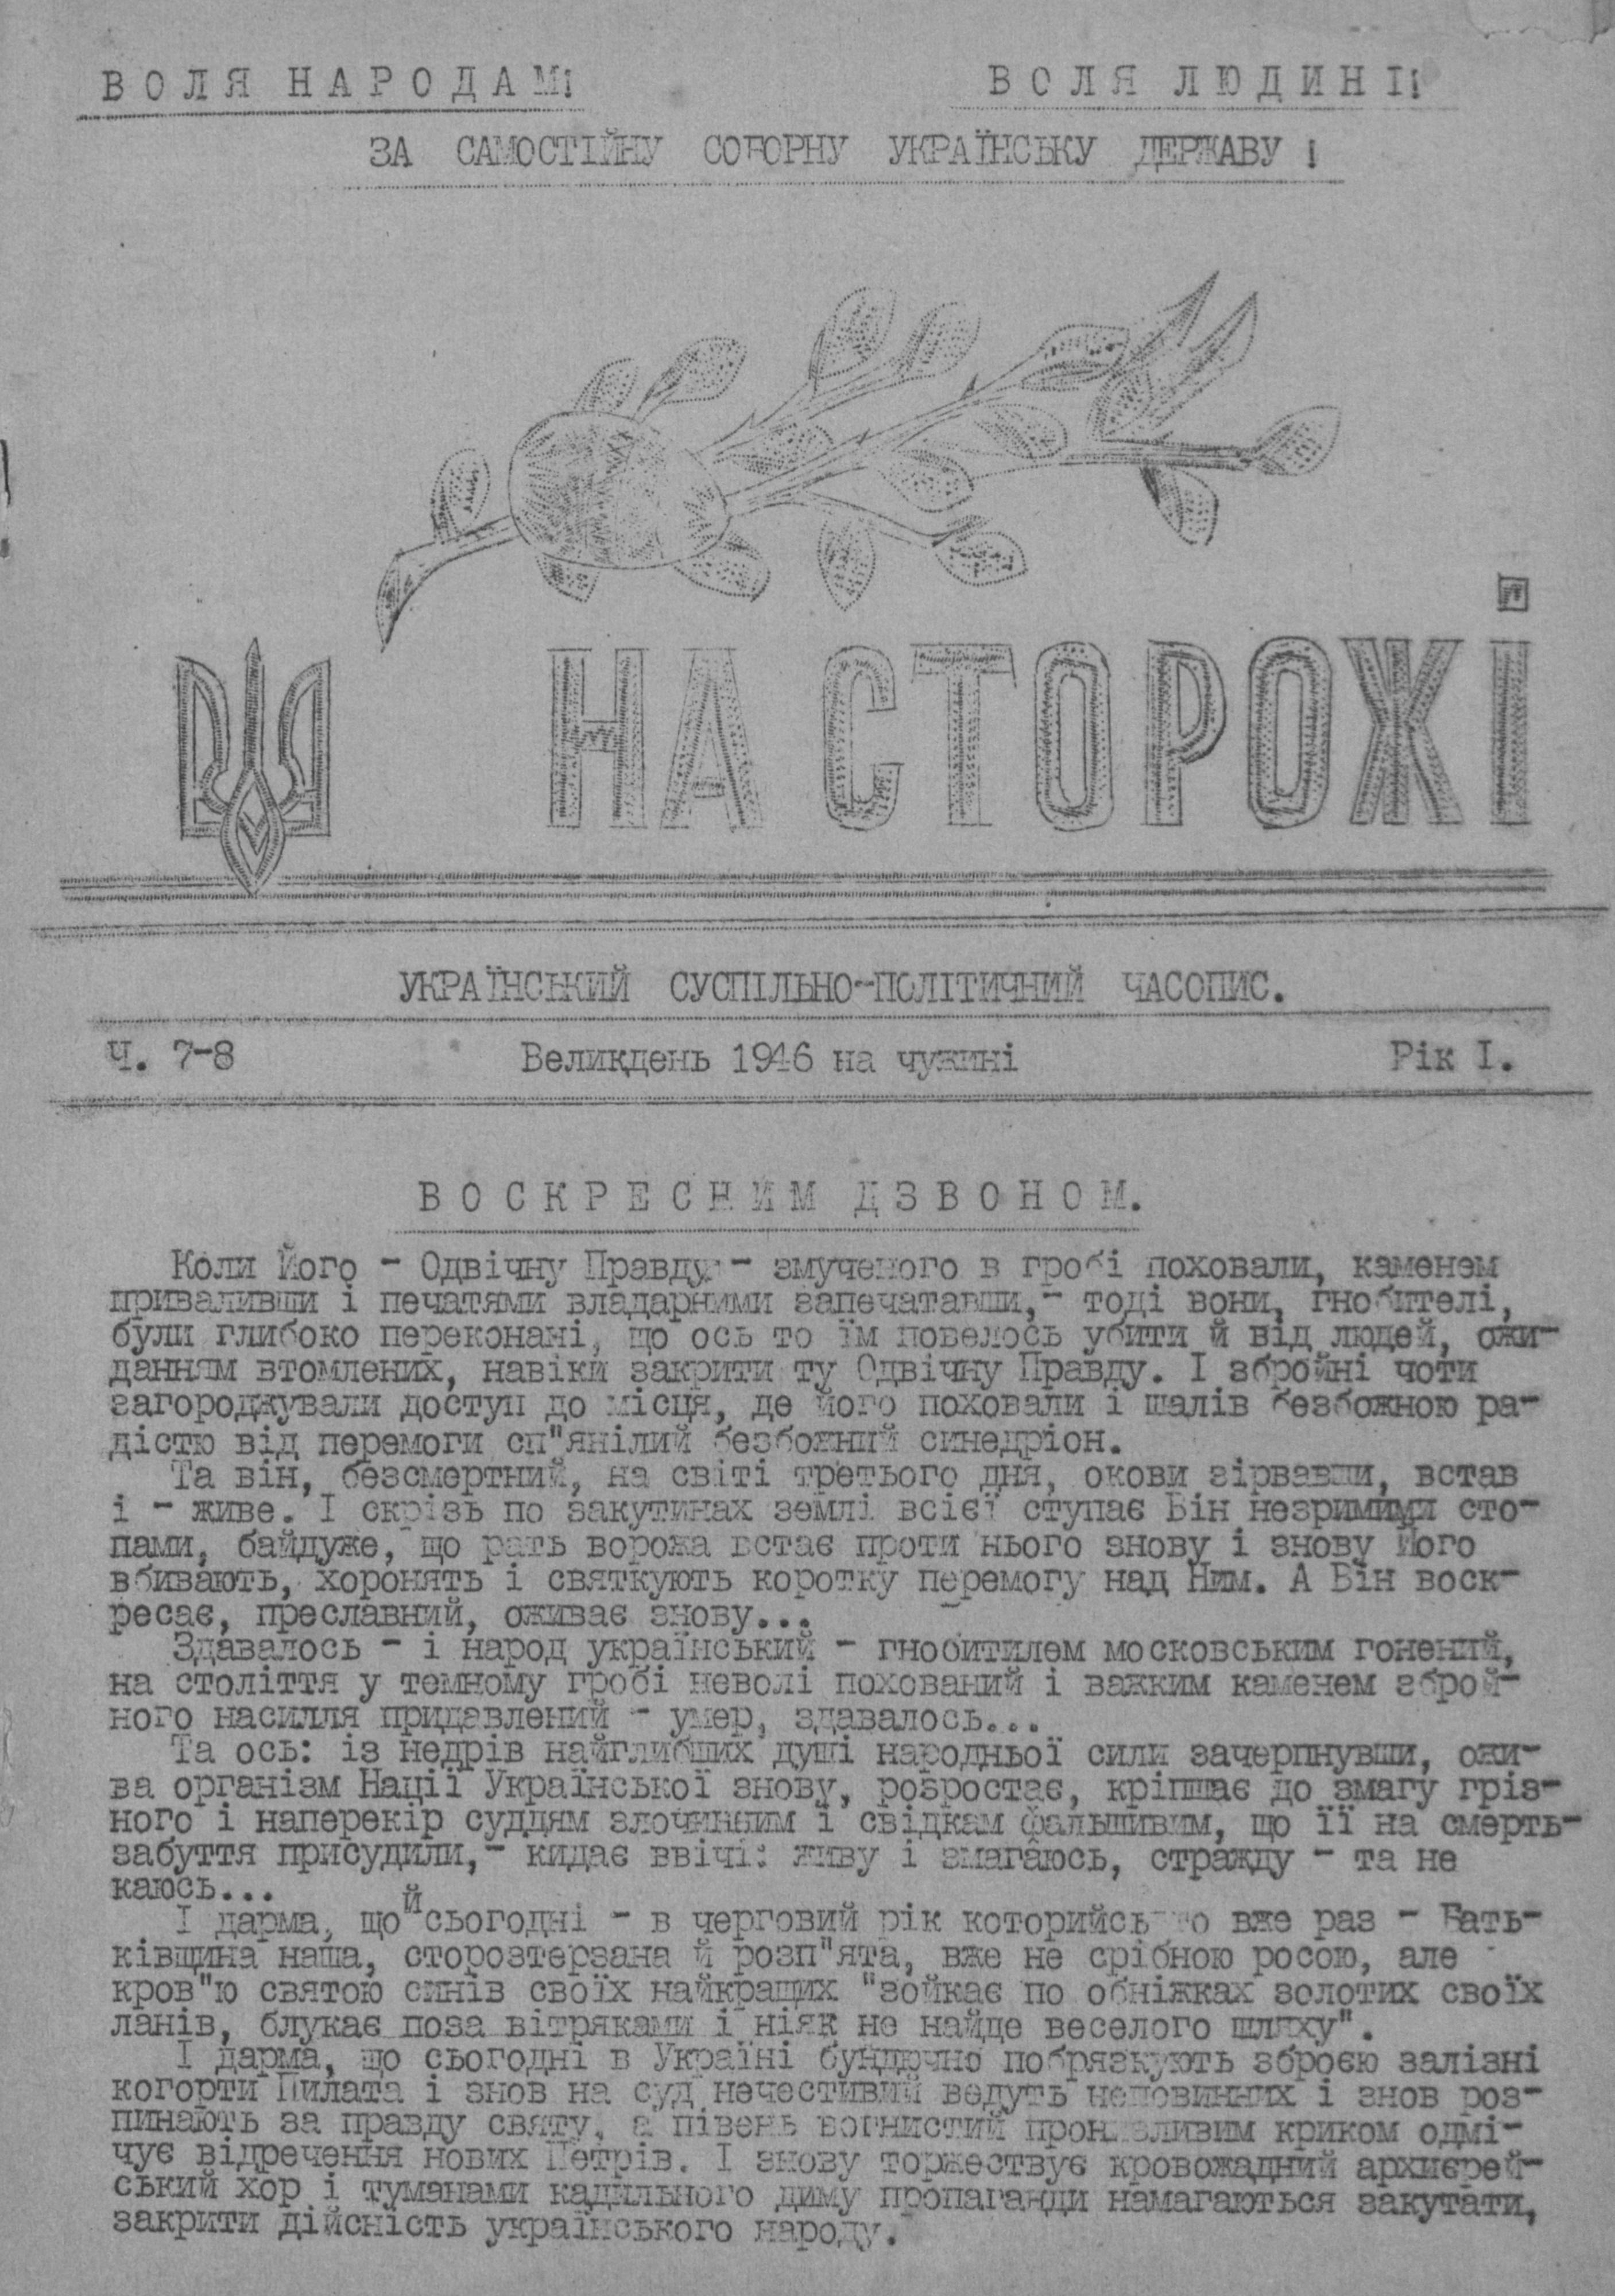 ВОЛЯ НАРОДАМ! ВОЛЯ ЛЮДИНІ!
ЗА САМОСТІЙНУ СОБОРНУ УКРАЇНСЬКУ ДЕРЖАВУ!
НА СТОРОЖІ
УКРАЇНСЬКИЙ СУСПІЛЬНО-ПОЛІТИЧНИЙ ЧАСОПИС.
Ч. 7-8 Великдень 1946 на чужині Рік І.
ВОСКРЕСНИМ ДЗВОНОМ.
Коли Його - Одвічну Правду - змученого в гробі поховали, каменем
приваливши і печатями владарними запечатавши,- тоді вони, гнобителі,
були глибоко переконані, що ось то їм повелось убити й від людей, ожи-
данням втомлених, навіки закрити ту Одвічну Правду. І збройні чоти
загороджували доступ до місця, де його поховали і шалів безбожною ра-
дістю від перемоги сп"янілий безбожний синедріон.
Та він, безсмертний, на світі третього дня, окови зірвавши, встав
і - живе. І скрізь по закутинах землі всієї ступає Він незримими сто-
пами, байдуже, що рать ворожа встає проти нього знову і знову Його
вбивають, хоронять і святкують коротку перемогу над Ним. А Він воск-
ресає, преславний, оживає знову...
Здавалось - і народ український - гнобитилем московським гонений,
на століття у темному гробі неволі похований і важким каменем зброй-
ного насилля придавлений - умер, здавалось...
Та ось: із недрів найглибших душі народньої сили зачерпнувши, ожи-
ва організм Нації Української знову, розростає, кріпшає до змагу гріз-
ного і наперекір суддям злочинним і свідкам фальшивим, що її на смерть-
забуття присудили,- кидає ввічі: живу і змагаюсь, стражду - та не
каюсь...
І дарма, що й сьогодні - в черговий рік которийсь то вже раз - Бать-
ківщина наша, сторозтерзана й розп"ята, вже не срібною росою, але
кров"ю святою синів своїх найкращих "зойкає по обніжках золотих своїх
ланів, блукає поза вітряками і ніяк не найде веселого шляху".
І дарма, що сьогодні в Україні бундючно побрязкують зброєю залізні
когорти Пилата і знов на суд нечестивий ведуть неповинних і знов роз-
пинають за правду святу, а півень вогнистий пронизливим криком одмі-
чує відречення нових Петрів. І знову торжествує кровожадний архиєрей-
ський хор і туманами кадильного диму пропаганди намагаються закутати,
закрити дійсність українського народу.